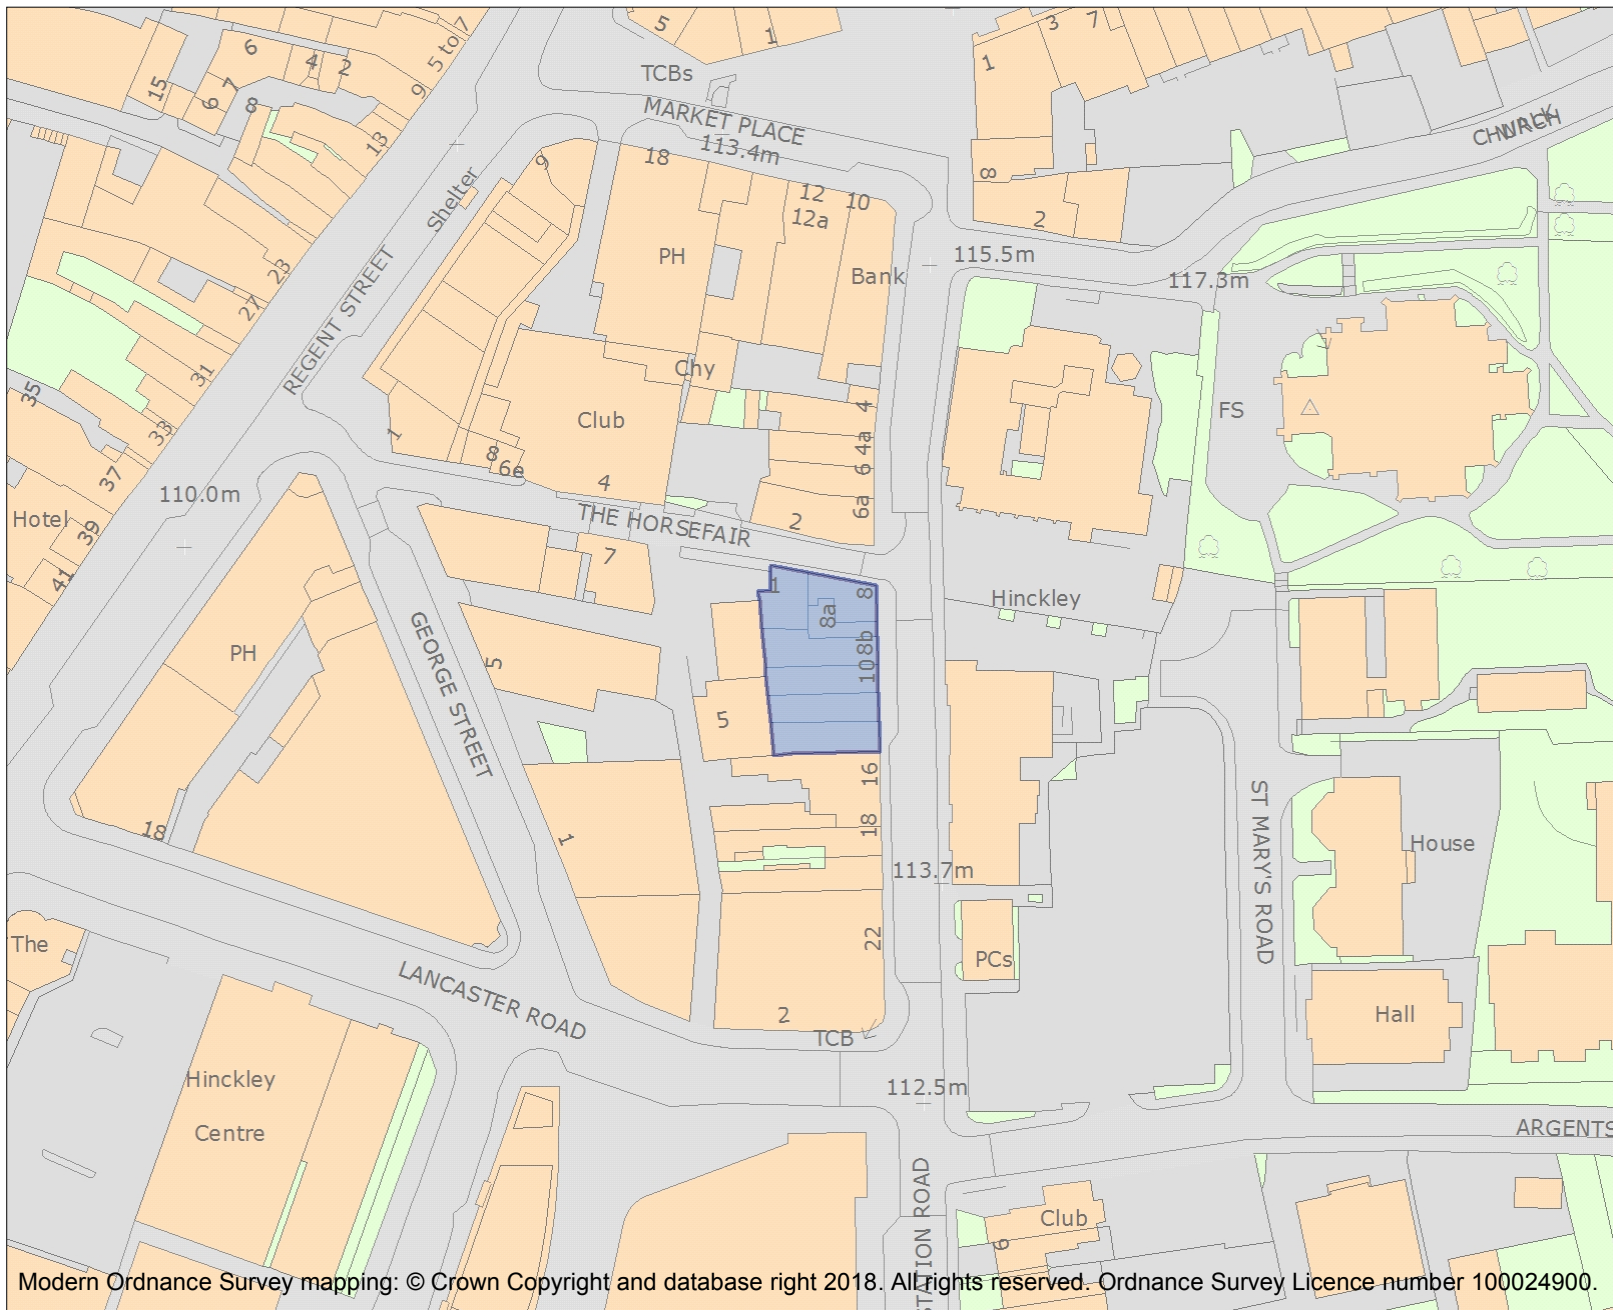 5
1
3
7
6
4
2
5 to 7
15
7
6
8
9
1
TCBs
MARKET PLACE
113.4m
CHURCH
WALK
13
9
18
12
12a
10
8
2
Shelter
PH
Bank
115.5m
117.3m
23
27
REGENT STREET
31
35
33
Chy
Club
4
4a
6
6a
FS
1
8
6e
4
37
110.0m
Hotel
39
41
THE HORSEFAIR
2
7
1
8
8a
8b
10
Hinckley
PH
GEORGE STREET
5
5
16
18
18
1
113.7m
ST MARY'S ROAD
House
The
22
PCs
LANCASTER ROAD
2
TCB
Hall
Hinckley
Centre
112.5m
ARGENTS
STATION ROAD
Club
9
Modern Ordnance Survey mapping: © Crown Copyright and database right 2018. All rights reserved. Ordnance Survey Licence number 100024900.